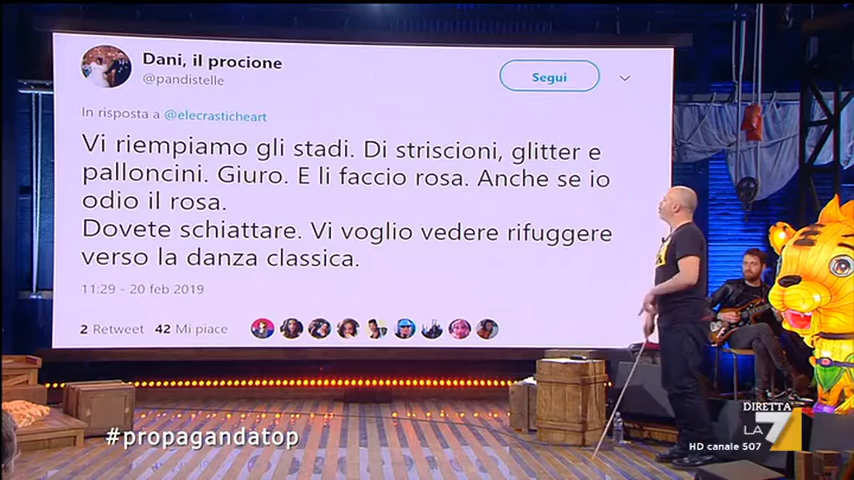 Dani, il procione
@pandistelle
Segui
In risposta a @elecrasticheart
Vi riempiamo gli stadi. Di striscioni, glitter e
palloncini. Giuro. E li faccio rosa. Anche se io
odio il rosa.
Dovete schiattare. Vi voglio vedere rifuggere
verso la danza classica.
11:29 - 20 feb 2019
2 Retweet 42 Mi piace
#propagandatop
DIRETTA
LA 7
HD canale 507